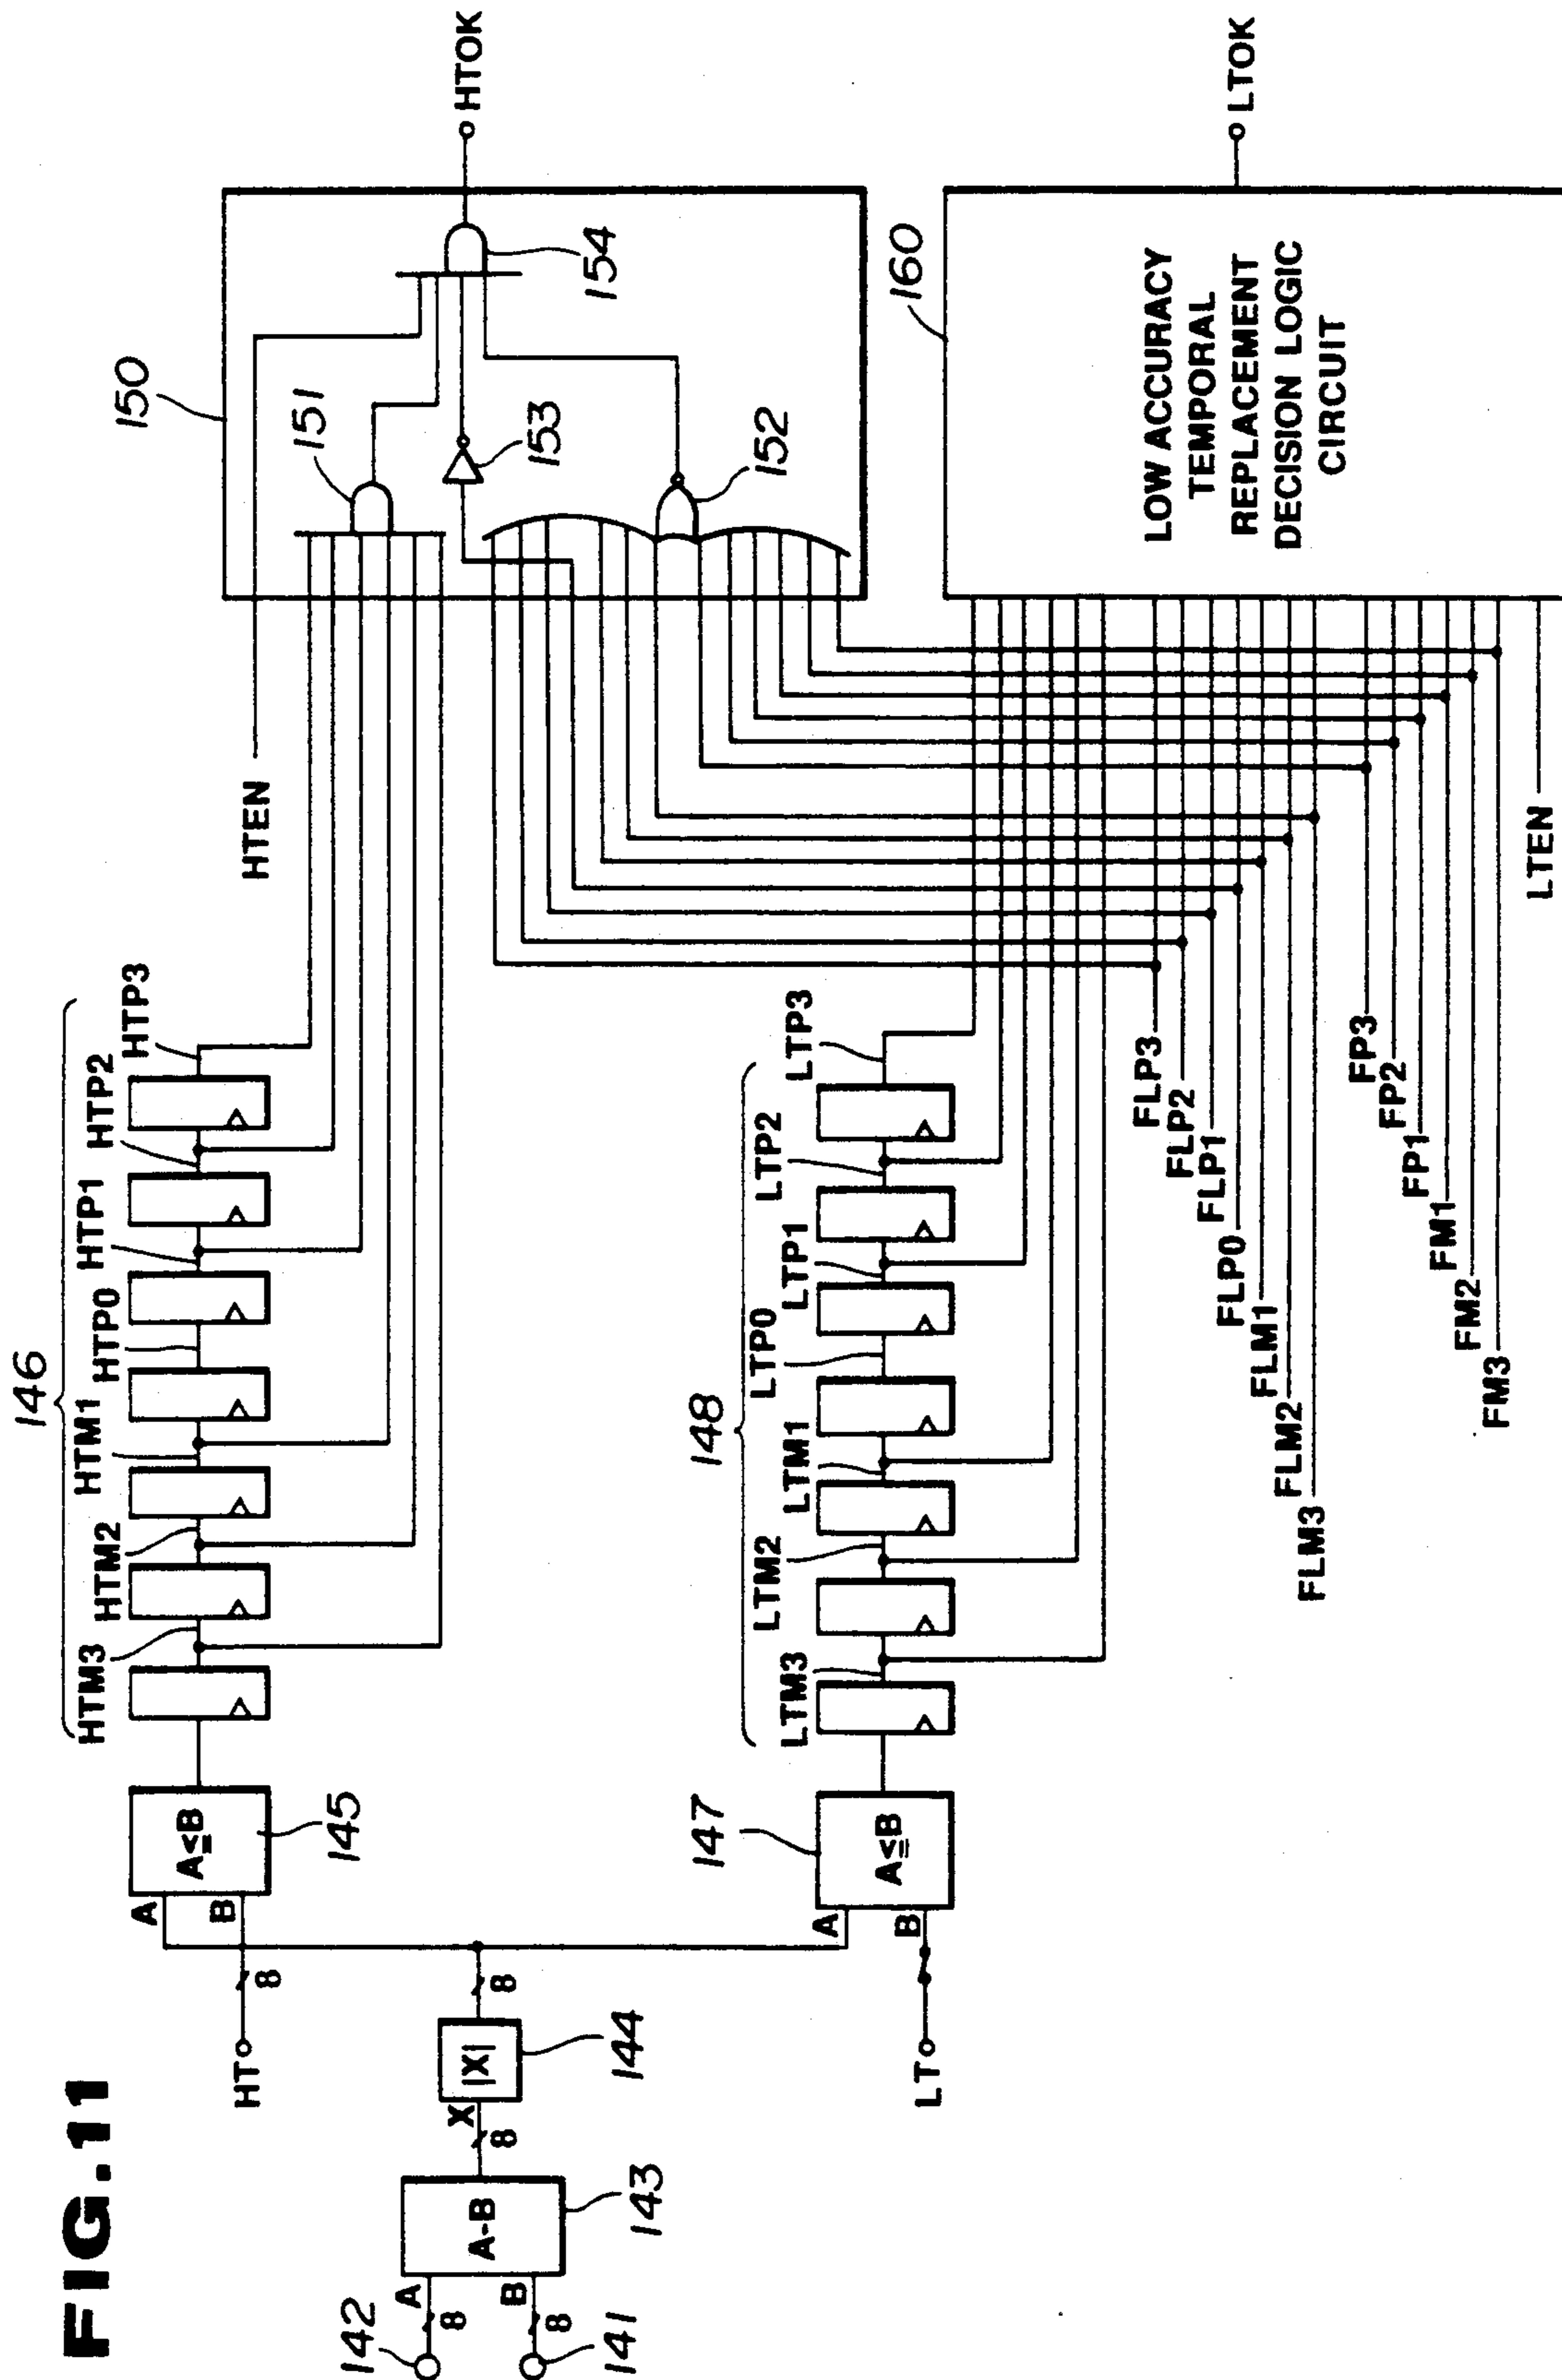 FIG.11
142
A
8
B
8
141
A-B
143
X
8
|X|
144
8
HT
8
A
B
A≦B
145
LT
A
B
A≦B
147
146
HTM3
HTM2
HTM1
HTP0
HTP1
HTP2
HTP3
148
LTM3
LTM2
LTM1
LTP0
LTP1
LTP2
LTP3
HTEN
150
151
153
152
154
HTOK
FLP3
FLP2
FLP1
FLP0
FLM1
FLM2
FLM3
FP3
FP2
FP1
FM1
FM2
FM3
LTEN
160
LOW ACCURACY
TEMPORAL
REPLACEMENT
DECISION LOGIC
CIRCUIT
LTOK